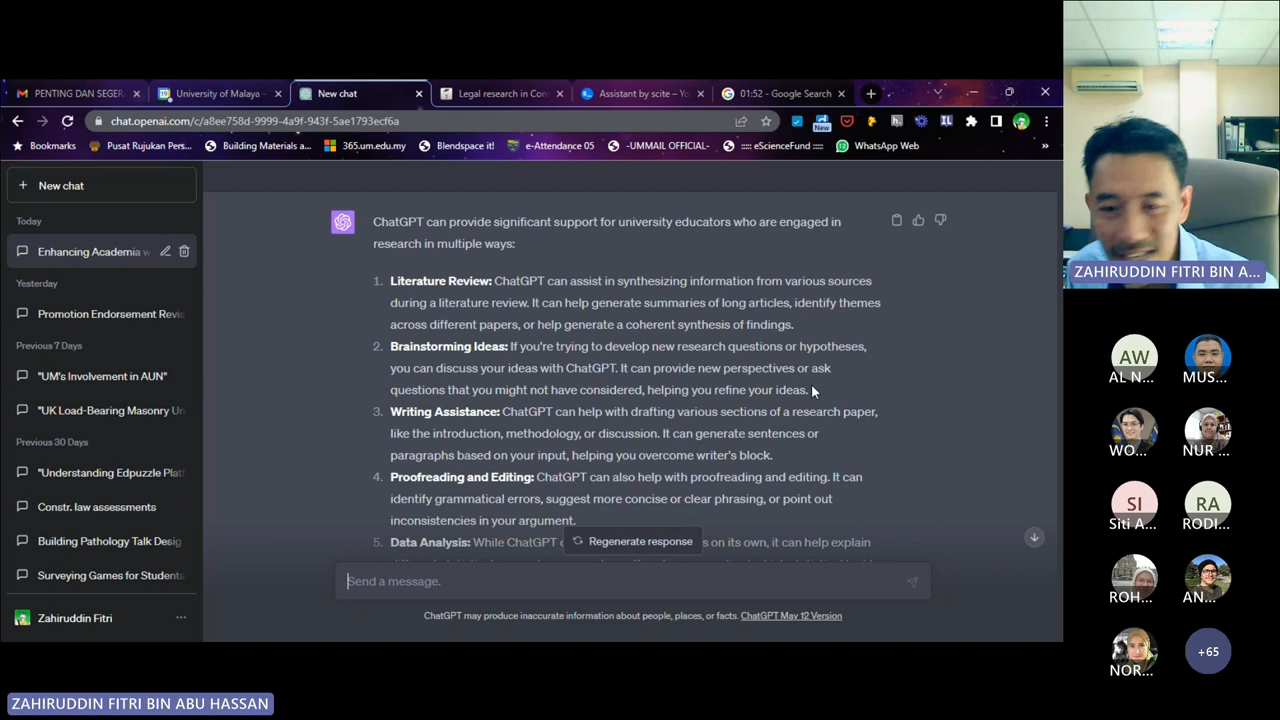 PENTING DAN SEGER
University of Malaya
New chat
Legal research in Con
Assistant by scite – Yo
01:52 - Google Search
chat.openai.com/c/a8ee758d-9999-4a9f-943f-5ae1793ecf6a
New
Bookmarks
Pusat Rujukan Pers...
Building Materials a...
365.um.edu.my
Blendspace it!
e-Attendance 05
-UMMAIL OFFICIAL-
::::: eScienceFund ::::
WhatsApp Web
New chat
Today
Enhancing Academia w
Yesterday
Promotion Endorsement Revi
Previous 7 Days
"UM's Involvement in AUN"
"UK Load-Bearing Masonry Un
Previous 30 Days
"Understanding Edpuzzle Platf
Constr. law assessments
Building Pathology Talk Desig
Surveying Games for Students
Zahiruddin Fitri
ChatGPT can provide significant support for university educators who are engaged in
research in multiple ways:
1. Literature Review: ChatGPT can assist in synthesizing information from various sources
during a literature review. It can help generate summaries of long articles, identify themes
across different papers, or help generate a coherent synthesis of findings.
2. Brainstorming Ideas: If you're trying to develop new research questions or hypotheses,
you can discuss your ideas with ChatGPT. It can provide new perspectives or ask
questions that you might not have considered, helping you refine your ideas.
3. Writing Assistance: ChatGPT can help with drafting various sections of a research paper,
like the introduction, methodology, or discussion. It can generate sentences or
paragraphs based on your input, helping you overcome writer's block.
4. Proofreading and Editing: ChatGPT can also help with proofreading and editing. It can
identify grammatical errors, suggest more concise or clear phrasing, or point out
inconsistencies in your argument.
5. Data Analysis: While ChatGPT c
s on its own, it can help explain
Regenerate response
Send a message.
ChatGPT may produce inaccurate information about people, places, or facts. ChatGPT May 12 Version
ZAHIRUDDIN FITRI BIN A...
AW
AL N...
MUS...
WO...
NUR ...
SI
Siti A...
RA
RODI...
ROH...
AN...
NOR...
+65
ZAHIRUDDIN FITRI BIN ABU HASSAN